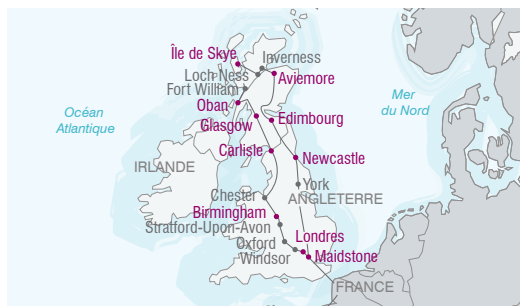 Île de Skye
Inverness
Loch Ness
Aviemore
Fort William
Océan
Atlantique
Mer
du Nord
Oban
Glasgow
Edimbourg
Carlisle
Newcastle
IRLANDE
York
Chester
ANGLETERRE
Birmingham
Stratford-Upon-Avon
Oxford
Londres
Windsor
Maidstone
FRANCE